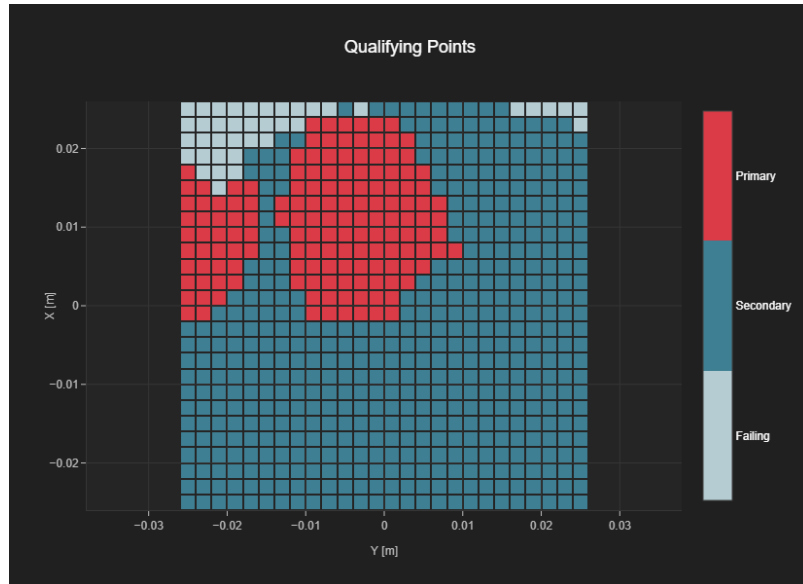 Qualifying Points
0.02
0.01
0
−0.01
−0.02
X [m]
−0.03
−0.02
−0.01
0
0.01
0.02
0.03
Y [m]
Primary
Secondary
Failing